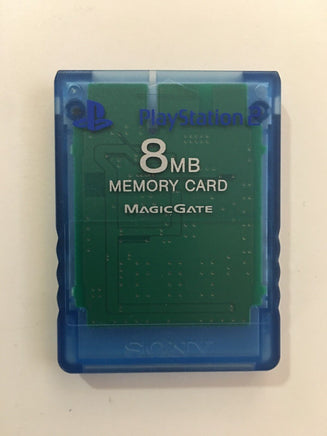 PlayStation 2
8MB
MEMORY CARD
MAGICGATE
SONY